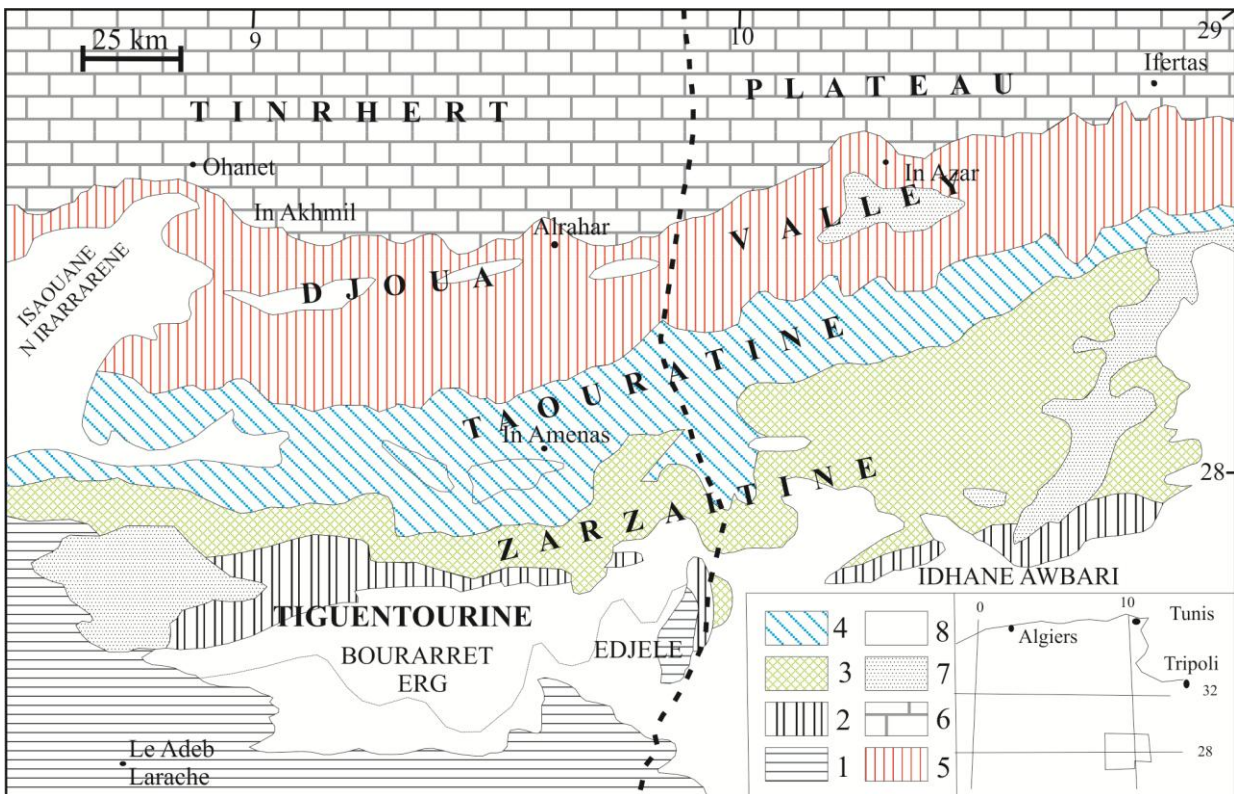 25 km
9
10
29
Ifertas
PLATEAU
TINRHERT
Ohanet
In Azar
In Akhmil
VALLEY
Alrahar
DJOUA
ISAOUANE
N IRARRARENE
TAOURATINE
In Amenas
28
ZARZAITINE
IDHANE AWBARI
TIGUENTOURINE
BOURARRET
ERG
EDJELE
Le Adeb
Larache
4
8
3
7
2
6
1
5
0
10
Tunis
Algiers
Tripoli
32
28